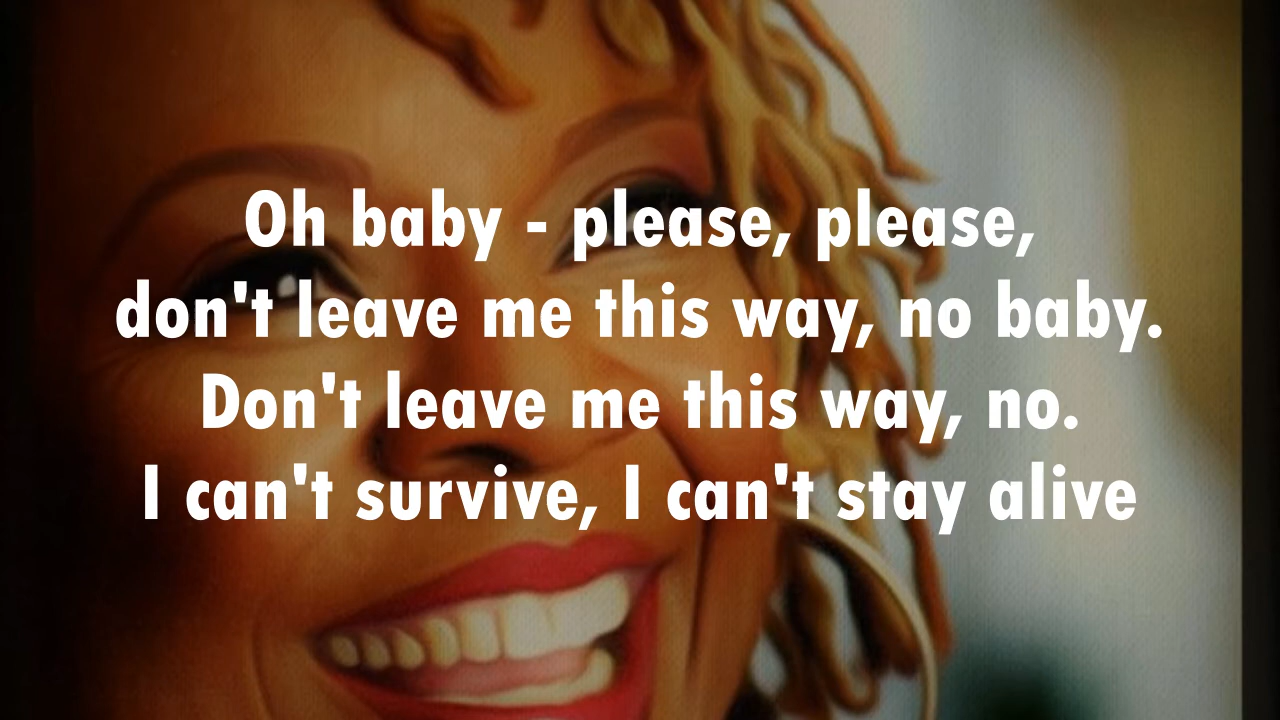 Oh baby - please, please,
don't leave me this way, no baby.
Don't leave me this way, no.
I can't survive, I can't stay alive